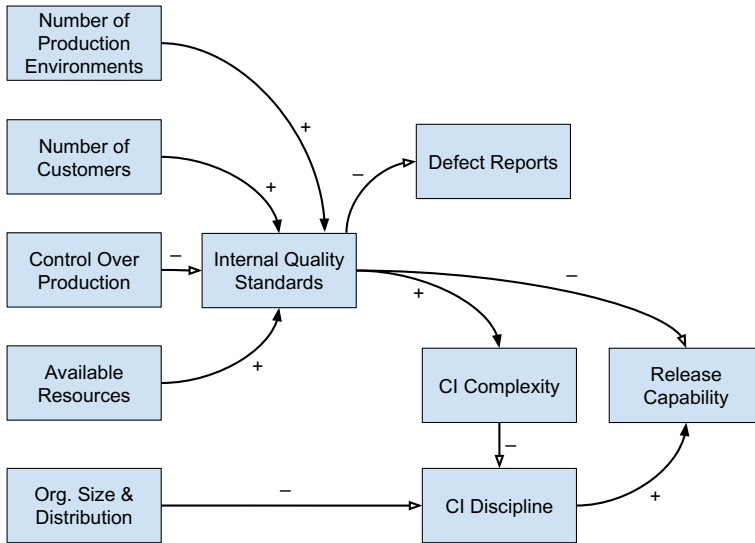 Number of
Production
Environments
+
Number of
Customers
+
Defect Reports
–
Control Over
Production
–
Internal Quality
Standards
+
–
Available
Resources
+
CI Complexity
Release
Capability
–
Org. Size &
Distribution
–
CI Discipline
+